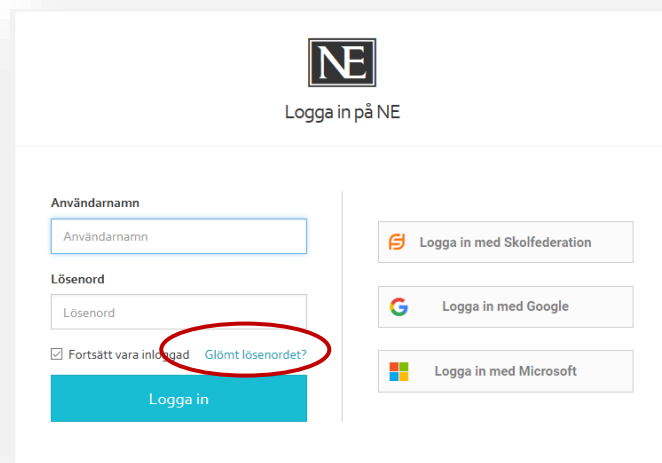 NE
Logga in på NE
Användarnamn
Användarnamn
Lösenord
Lösenord
Fortsätt vara inloggad Glömt lösenordet?
Logga in
Logga in med Skolfederation
Logga in med Google
Logga in med Microsoft